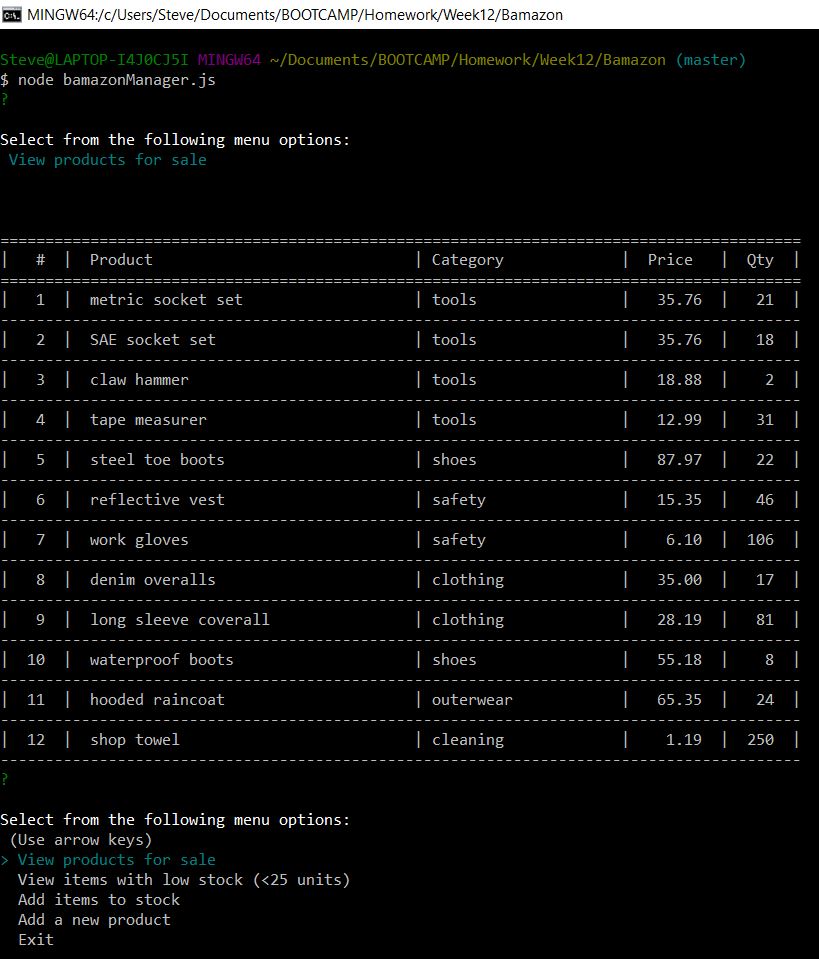 MINGW64:/c/Users/Steve/Documents/BOOTCAMP/Homework/Week12/Bamazon
Steve@LAPTOP-I4J0CJ5I MINGW64 ~/Documents/BOOTCAMP/Homework/Week12/Bamazon (master)
$ node bamazonManager.js
?
Select from the following menu options:
View products for sale
=========================================================================================
|   #  |  Product                             | Category             |  Price   |  Qty  |
=========================================================================================
|   1  |  metric socket set                   | tools                |   35.76  |   21  |
-----------------------------------------------------------------------------------------
|   2  |  SAE socket set                      | tools                |   35.76  |   18  |
-----------------------------------------------------------------------------------------
|   3  |  claw hammer                         | tools                |   18.88  |    2  |
-----------------------------------------------------------------------------------------
|   4  |  tape measurer                       | tools                |   12.99  |   31  |
-----------------------------------------------------------------------------------------
|   5  |  steel toe boots                     | shoes                |   87.97  |   22  |
-----------------------------------------------------------------------------------------
|   6  |  reflective vest                     | safety               |   15.35  |   46  |
-----------------------------------------------------------------------------------------
|   7  |  work gloves                         | safety               |    6.10  |  106  |
-----------------------------------------------------------------------------------------
|   8  |  denim overalls                      | clothing             |   35.00  |   17  |
-----------------------------------------------------------------------------------------
|   9  |  long sleeve coverall                | clothing             |   28.19  |   81  |
-----------------------------------------------------------------------------------------
|  10  |  waterproof boots                    | shoes                |   55.18  |    8  |
-----------------------------------------------------------------------------------------
|  11  |  hooded raincoat                     | outerwear            |   65.35  |   24  |
-----------------------------------------------------------------------------------------
|  12  |  shop towel                          | cleaning             |    1.19  |  250  |
-----------------------------------------------------------------------------------------
?
Select from the following menu options:
(Use arrow keys)
> View products for sale
View items with low stock (<25 units)
Add items to stock
Add a new product
Exit